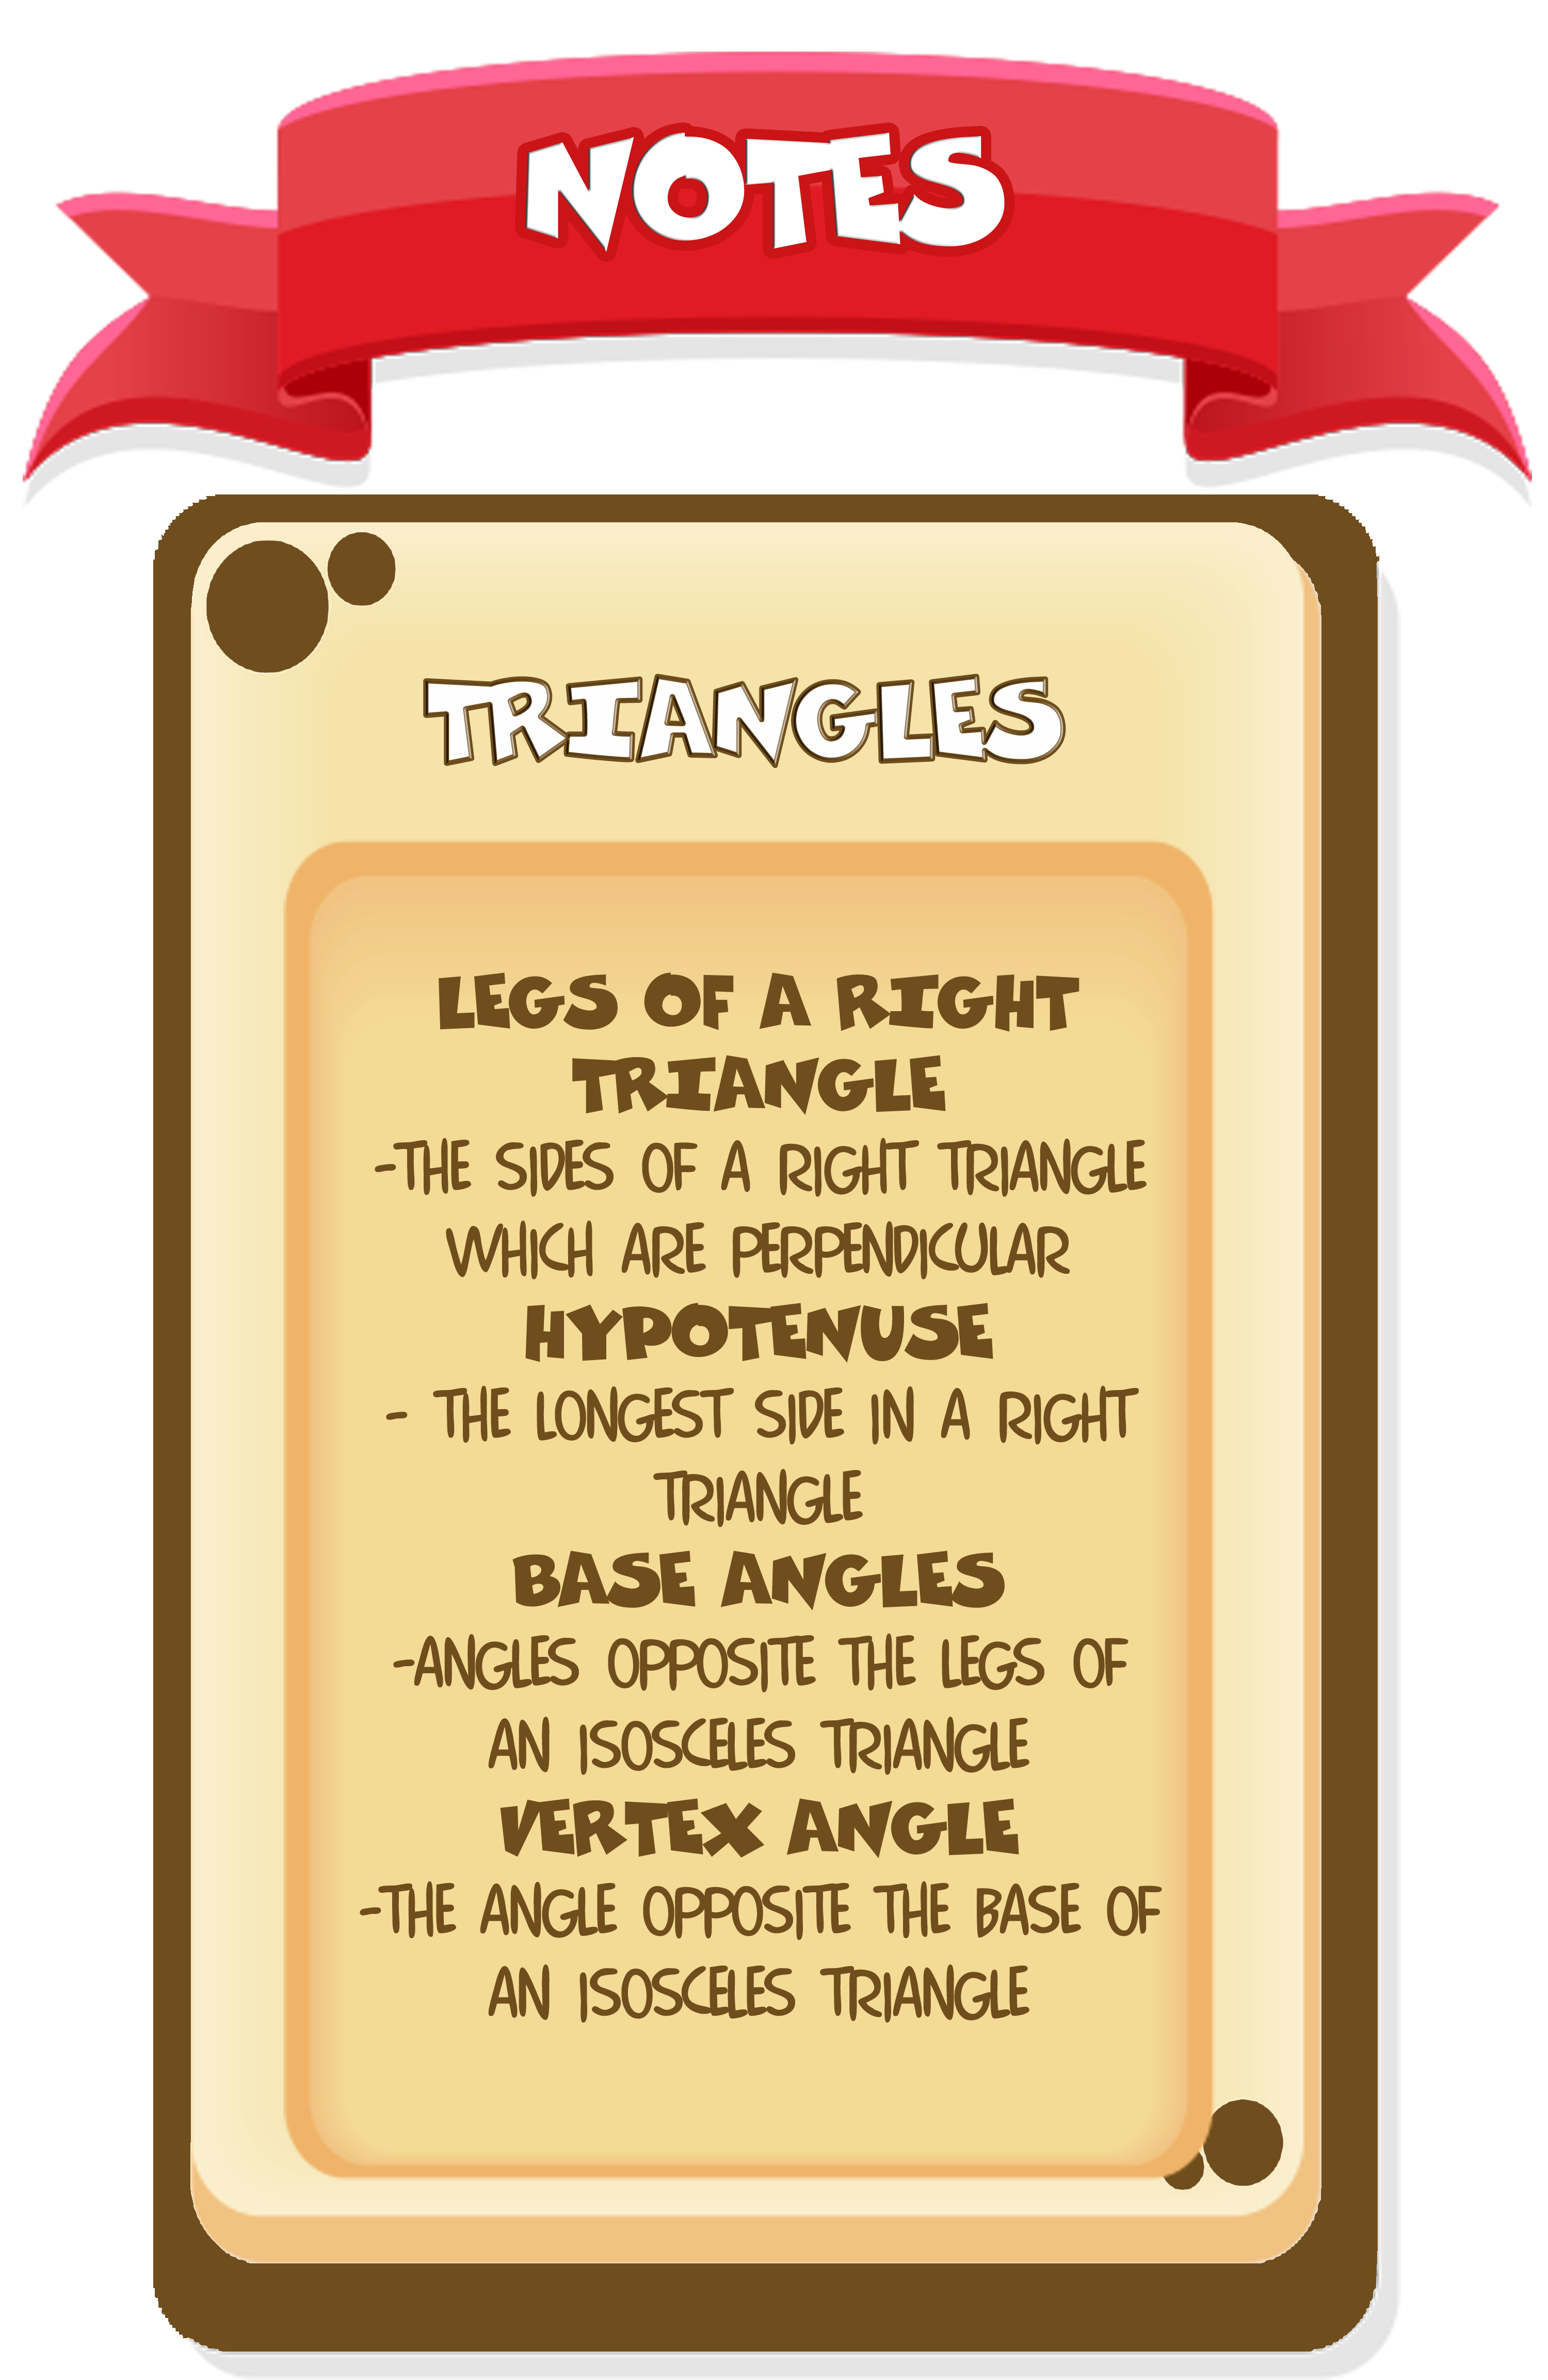 NOTES
TRIANGLES
LEGS OF A RIGHT
TRIANGLE
-THE SIDES OF A RIGHT TRIANGLE
WHICH ARE PERPENDICULAR
HYPOTENUSE
- THE LONGEST SIDE IN A RIGHT
TRIANGLE
BASE ANGLES
-ANGLES OPPOSITE THE LEGS OF
AN ISOSCELES TRIANGLE
VERTEX ANGLE
-THE ANGLE OPPOSITE THE BASE OF
AN ISOSCELES TRIANGLE